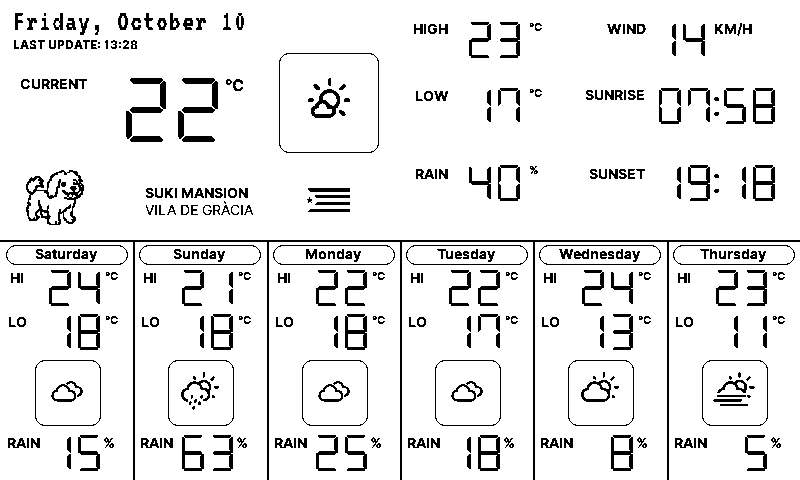 Friday, October 10
LAST UPDATE: 13:28
CURRENT 22 °C
SUKI MANSION
VILA DE GRÀCIA
HIGH 23 °C
LOW 17 °C
RAIN 40 %
WIND 14 KM/H
SUNRISE 07:58
SUNSET 19:18
Saturday
HI 24 °C
LO 18 °C
RAIN 15 %
Sunday
HI 21 °C
LO 18 °C
RAIN 63 %
Monday
HI 22 °C
LO 18 °C
RAIN 25 %
Tuesday
HI 22 °C
LO 17 °C
RAIN 18 %
Wednesday
HI 24 °C
LO 13 °C
RAIN 8 %
Thursday
HI 23 °C
LO 11 °C
RAIN 5 %